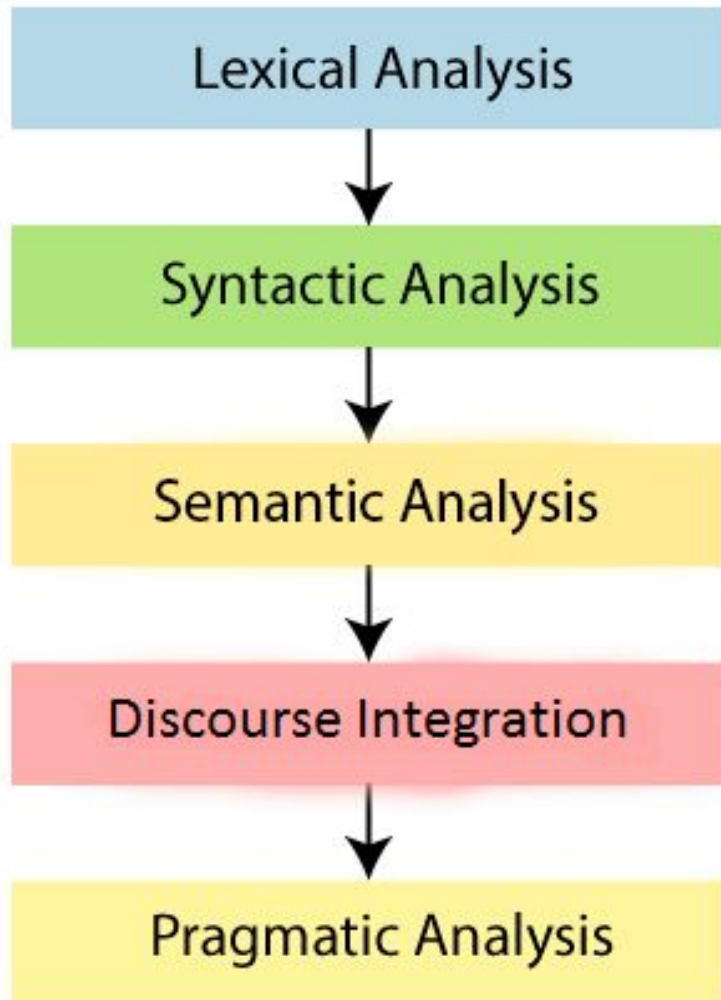 Lexical Analysis
Syntactic Analysis
Semantic Analysis
Discourse Integration
Pragmatic Analysis